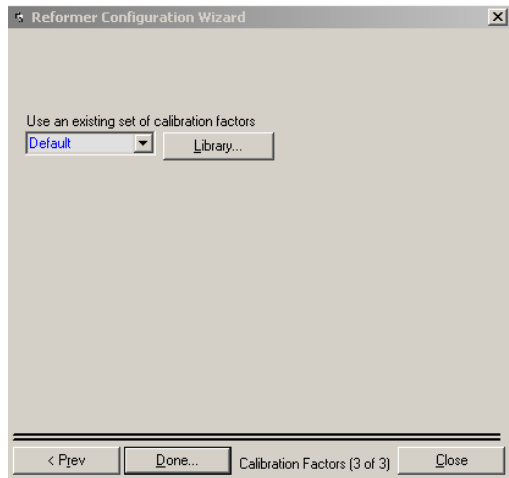 Reformer Configuration Wizard
Use an existing set of calibration factors
Default
Library...
< Prev
Done...
Calibration Factors (3 of 3)
Close